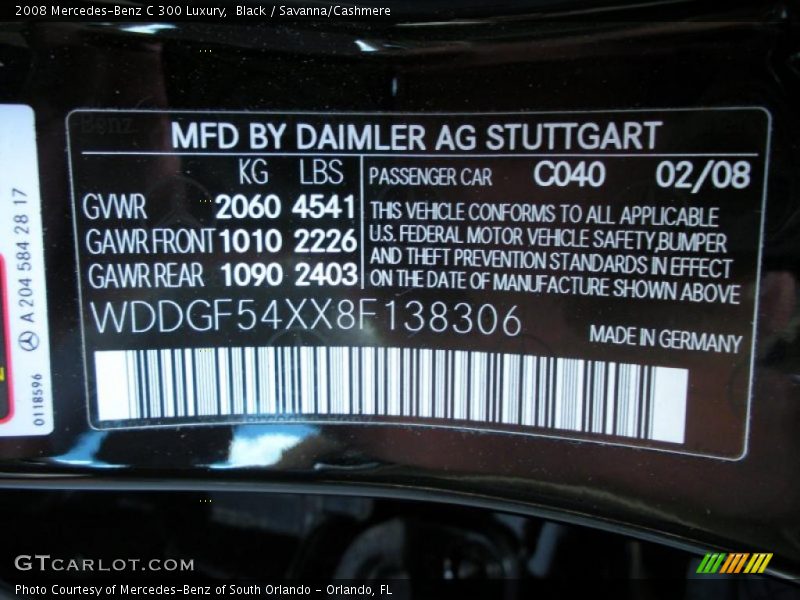 2008 Mercedes-Benz C 300 Luxury,  Black / Savanna/Cashmere
Benz
MFD BY DAIMLER AG STUTTGART
KG LBS
GVWR 2060 4541
GAWR FRONT 1010 2226
GAWR REAR 1090 2403
PASSENGER CAR C040 02/08
THIS VEHICLE CONFORMS TO ALL APPLICABLE
U.S. FEDERAL MOTOR VEHICLE SAFETY,BUMPER
AND THEFT PREVENTION STANDARDS IN EFFECT
ON THE DATE OF MANUFACTURE SHOWN ABOVE
WDDGF54XX8F138306
MADE IN GERMANY
A 204 584 28 17
0118596
GTCARLOT.COM
Photo Courtesy of Mercedes-Benz of South Orlando - Orlando, FL